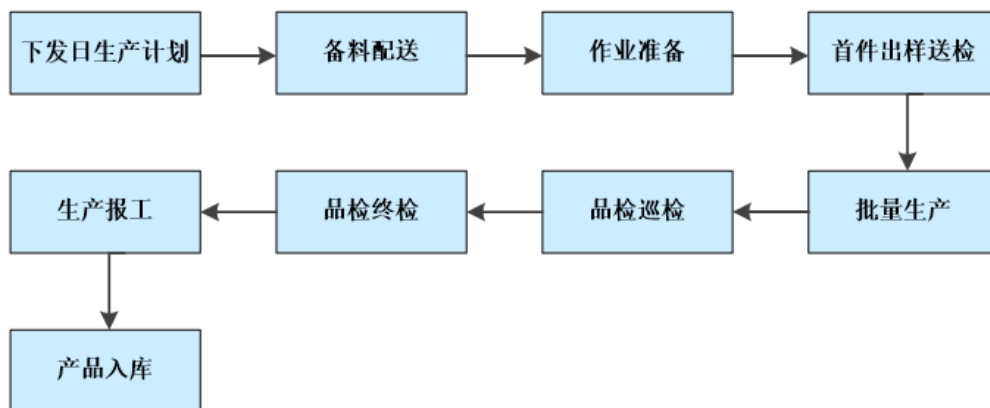 下发日生产计划
备料配送
作业准备
首件出样送检
批量生产
品检巡检
品检终检
生产报工
产品入库